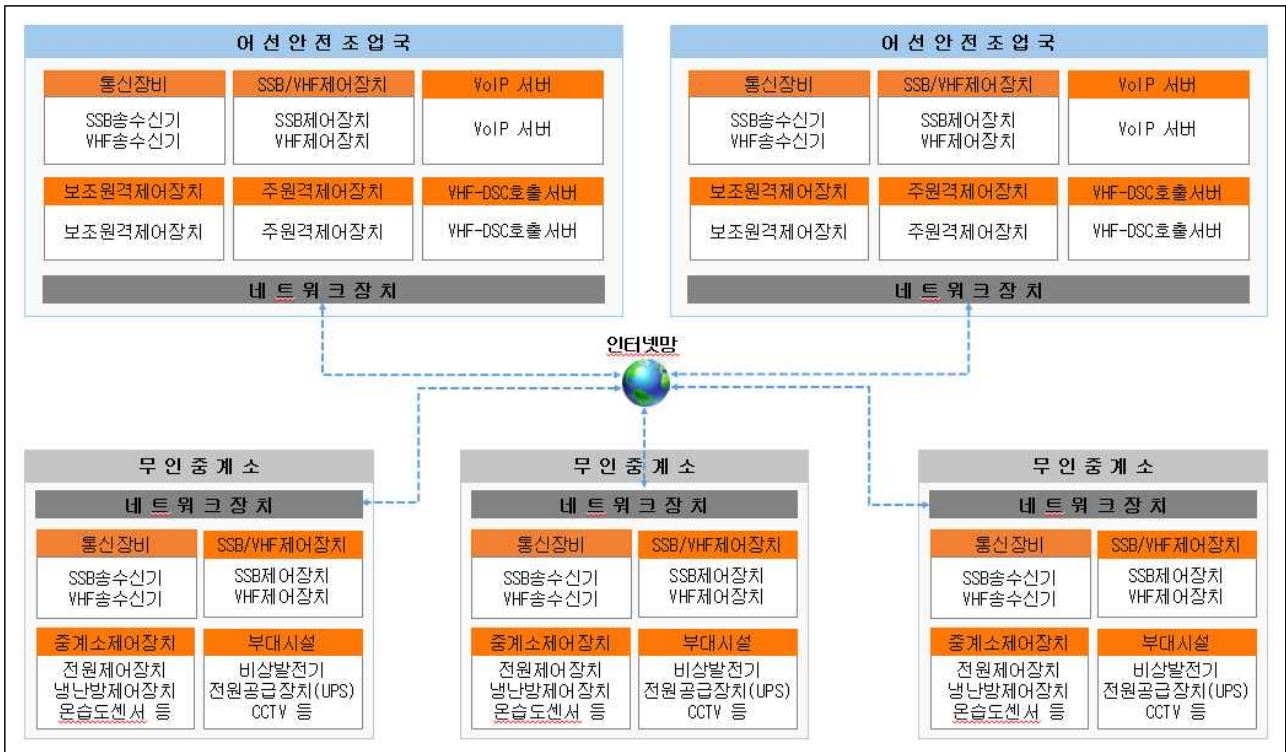 어선안전조업국
통신장비
SSB송수신기
VHF송수신기
SSB/VHF제어장치
SSB제어장치
VHF제어장치
VoIP 서버
VoIP 서버
보조원격제어장치
보조원격제어장치
주원격제어장치
주원격제어장치
VHF-DSC호출서버
VHF-DSC호출서버
네트워크장치
어선안전조업국
통신장비
SSB송수신기
VHF송수신기
SSB/VHF제어장치
SSB제어장치
VHF제어장치
VoIP 서버
VoIP 서버
보조원격제어장치
보조원격제어장치
주원격제어장치
주원격제어장치
VHF-DSC호출서버
VHF-DSC호출서버
네트워크장치
인터넷망
무인중계소
네트워크장치
통신장비
SSB송수신기
VHF송수신기
SSB/VHF제어장치
SSB제어장치
VHF제어장치
중계소제어장치
전원제어장치
냉난방제어장치
온습도센서 등
부대시설
비상발전기
전원공급장치(UPS)
CCTV 등
무인중계소
네트워크장치
통신장비
SSB송수신기
VHF송수신기
SSB/VHF제어장치
SSB제어장치
VHF제어장치
중계소제어장치
전원제어장치
냉난방제어장치
온습도센서 등
부대시설
비상발전기
전원공급장치(UPS)
CCTV 등
무인중계소
네트워크장치
통신장비
SSB송수신기
VHF송수신기
SSB/VHF제어장치
SSB제어장치
VHF제어장치
중계소제어장치
전원제어장치
냉난방제어장치
온습도센서 등
부대시설
비상발전기
전원공급장치(UPS)
CCTV 등